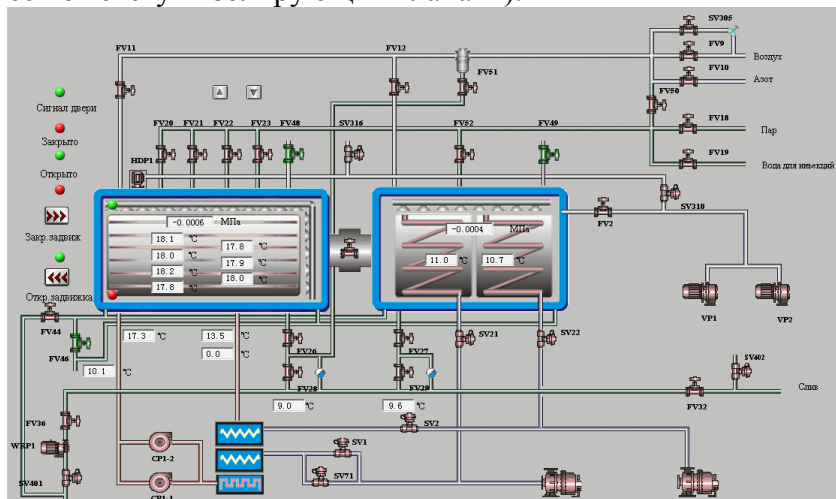 SV305
FV11
FV12
FV9
Воздух
FV10
FV51
Азот
FV50
Сигнал двери
FV20 FV21 FV22 FV23 FV48 SV316 FV52 FV49
FV18
Пар
Закрыто
HDP1
FV19
Вода для инъекций
Открыто
SV310
-0.0006 МПа
-0.0004 МПа
FV2
Закр.задвиж
18.1 °C
17.8 °C
18.0 °C
17.9 °C
11.0 °C
10.7 °C
18.2 °C
18.0 °C
17.8 °C
Откр.задвижка
VP1
VP2
FV44
17.3 °C
13.5 °C
SV21
SV22
FV46
0.0 °C
FV26
FV27
SV402
10.1 °C
FV28
FV29
Слив
9.0 °C
9.6 °C
FV32
FV36
SV2
WRP1
SV1
CP1-2
SV401
SV71
CP1-1